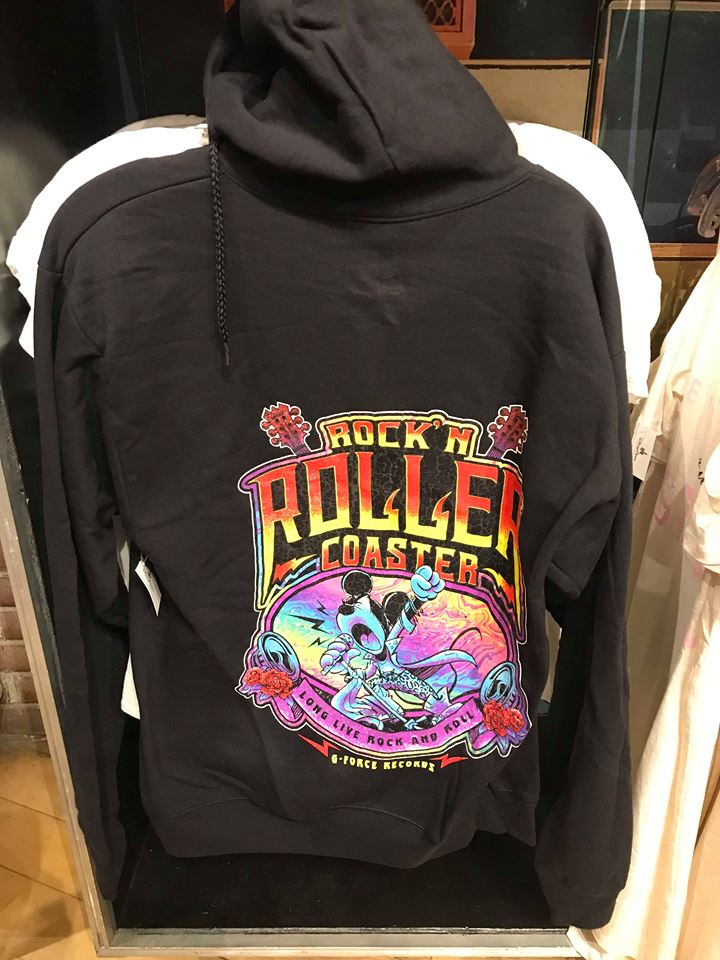 ROCK'N
ROLLER
COASTER
LONG LIVE ROCK AND ROLL
G-FORCE RECORDS